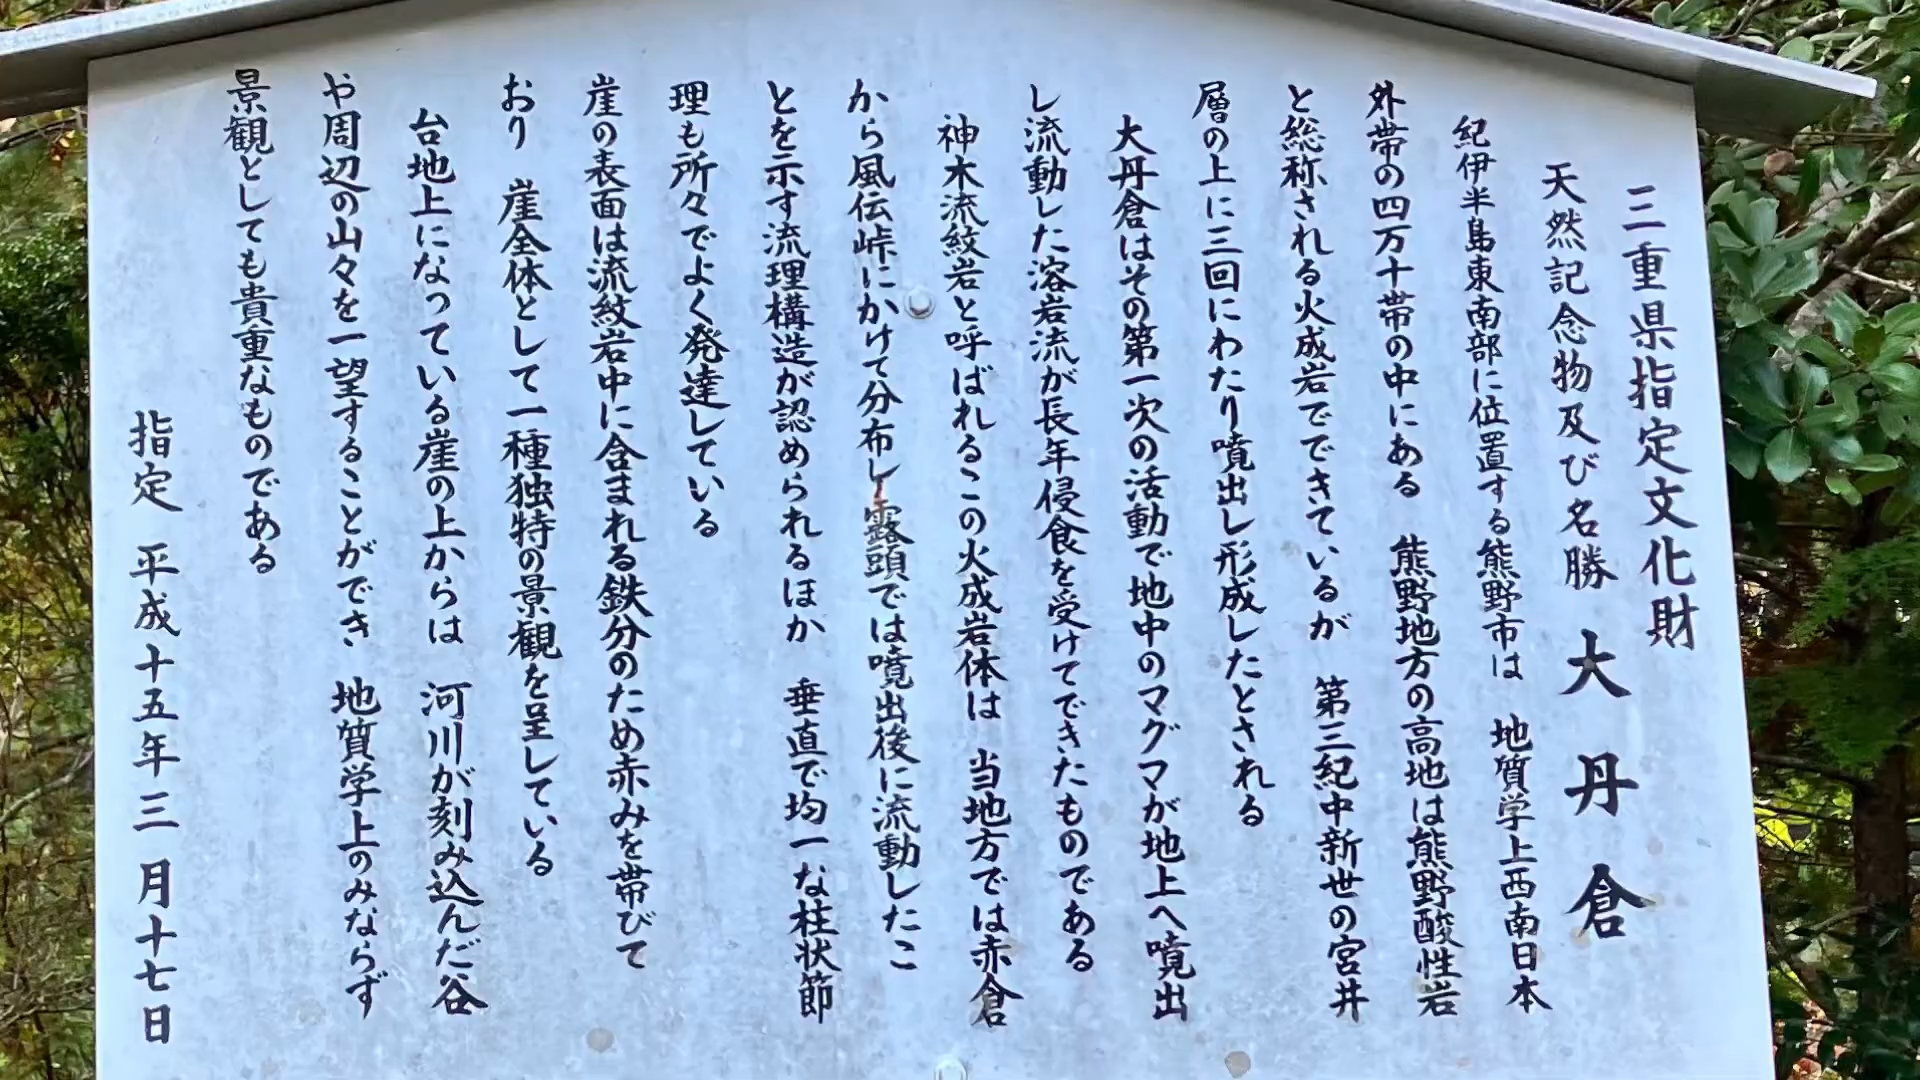 三重県指定文化財
天然記念物及び名勝 大丹倉
紀伊半島東南部に位置する熊野市は 地質学上西南日本
外帯の四万十帯の中にある 熊野地方の高地は熊野酸性岩
と総称される火成岩でできているが 第三紀中新世の宮井
層の上に三回にわたり噴出し形成したとされる
大丹倉はその第一次の活動で地中のマグマが地上へ噴出
し流動した溶岩流が長年侵食を受けてできたものである
神木流紋岩と呼ばれるこの火成岩体は 当地方では赤倉
から風伝峠にかけて分布し露頭では噴出後に流動したこ
とを示す流理構造が認められるほか 垂直で均一な柱状節
理も所々でよく発達している
崖の表面は流紋岩中に含まれる鉄分のため赤みを帯びて
おり 崖全体として一種独特の景観を呈している
台地上になっている崖の上からは 河川が刻み込んだ谷
や周辺の山々を一望することができ 地質学上のみならず
景観としても貴重なものである
指定 平成十五年三月十七日